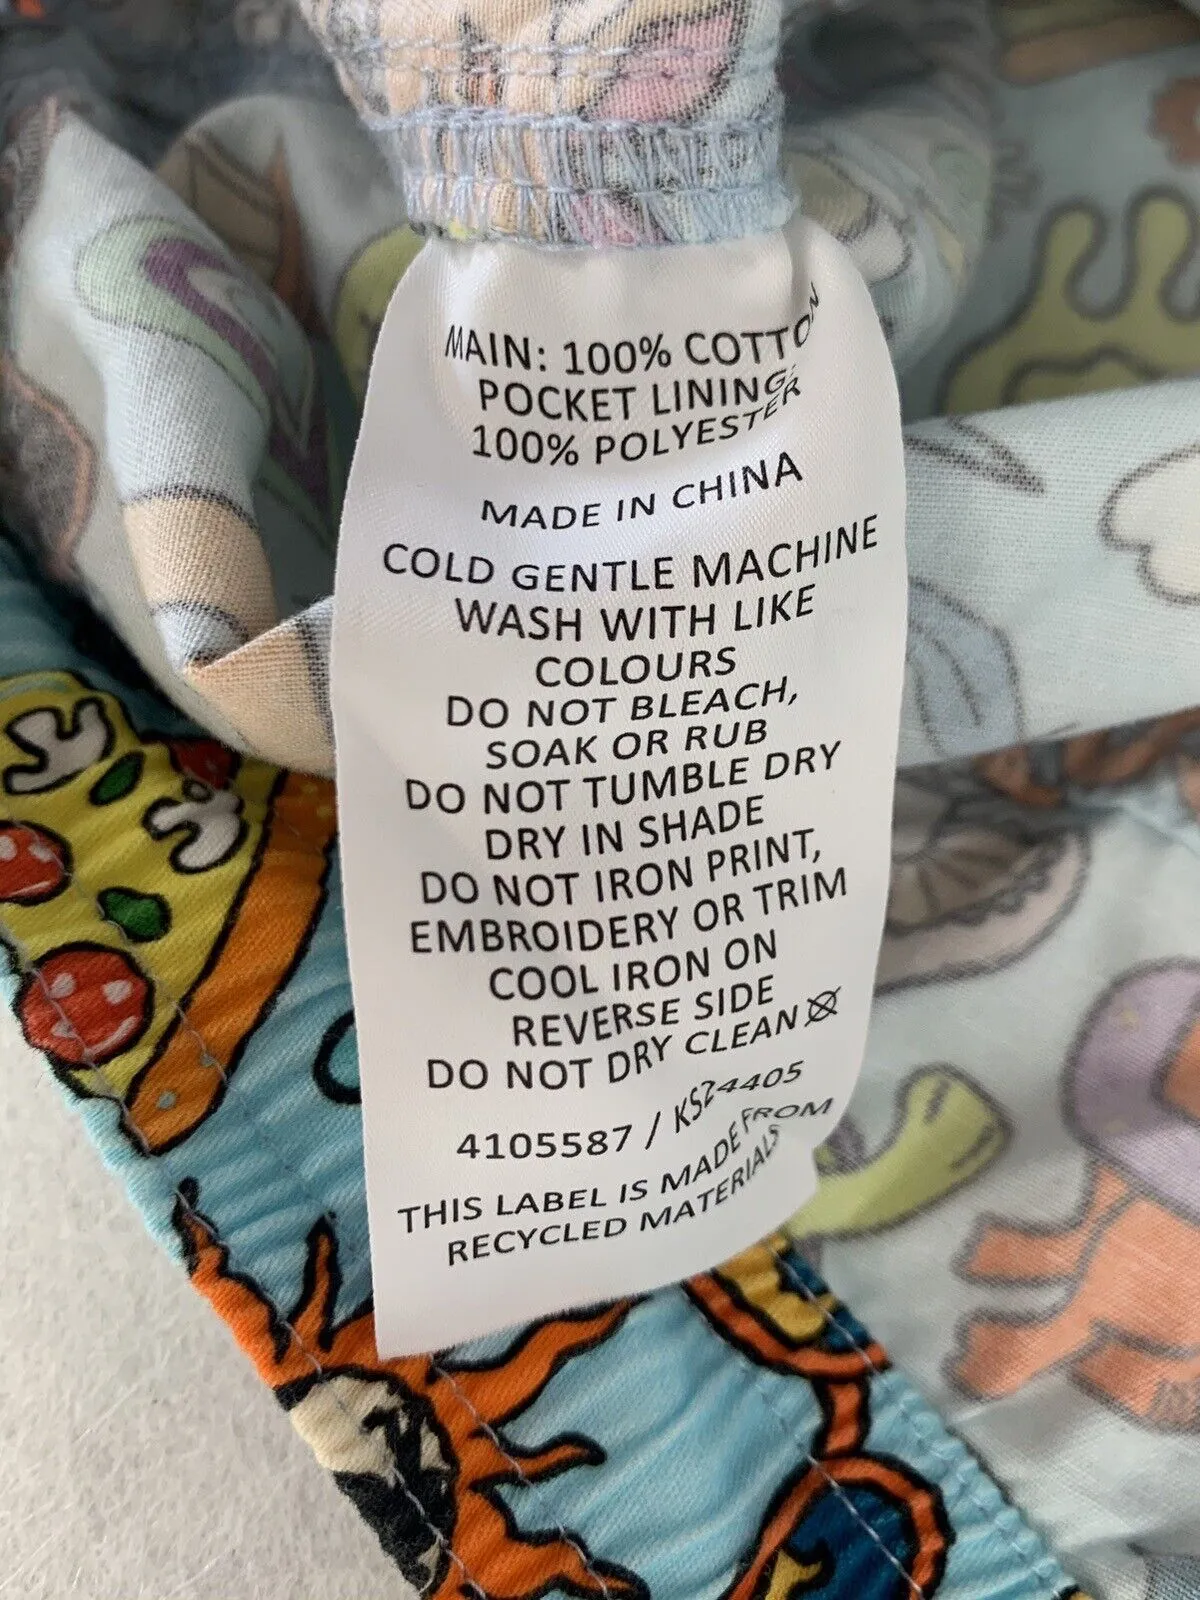 MAIN: 100% COTTON
POCKET LINING:
100% POLYESTER
MADE IN CHINA
COLD GENTLE MACHINE
WASH WITH LIKE
COLOURS
DO NOT BLEACH,
SOAK OR RUB
DO NOT TUMBLE DRY
DRY IN SHADE
DO NOT IRON PRINT,
EMBROIDERY OR TRIM
COOL IRON ON
REVERSE SIDE
DO NOT DRY CLEAN
4105587 / KS24405
THIS LABEL IS MADE FROM
RECYCLED MATERIALS